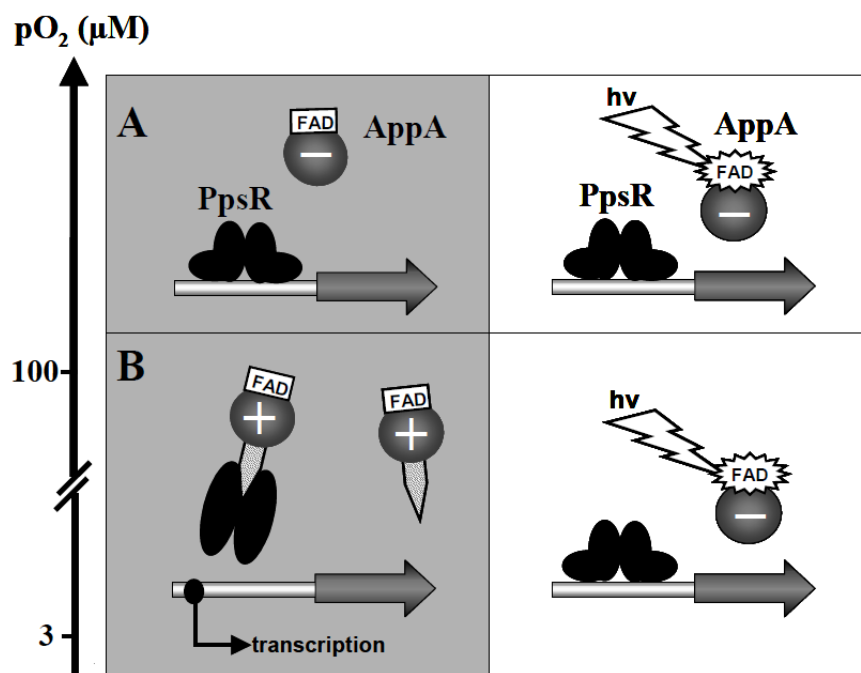 pO₂ (µM)
A
FAD
AppA
PpsR
hν
AppA
FAD
PpsR
100
B
FAD
FAD
hν
FAD
3
transcription